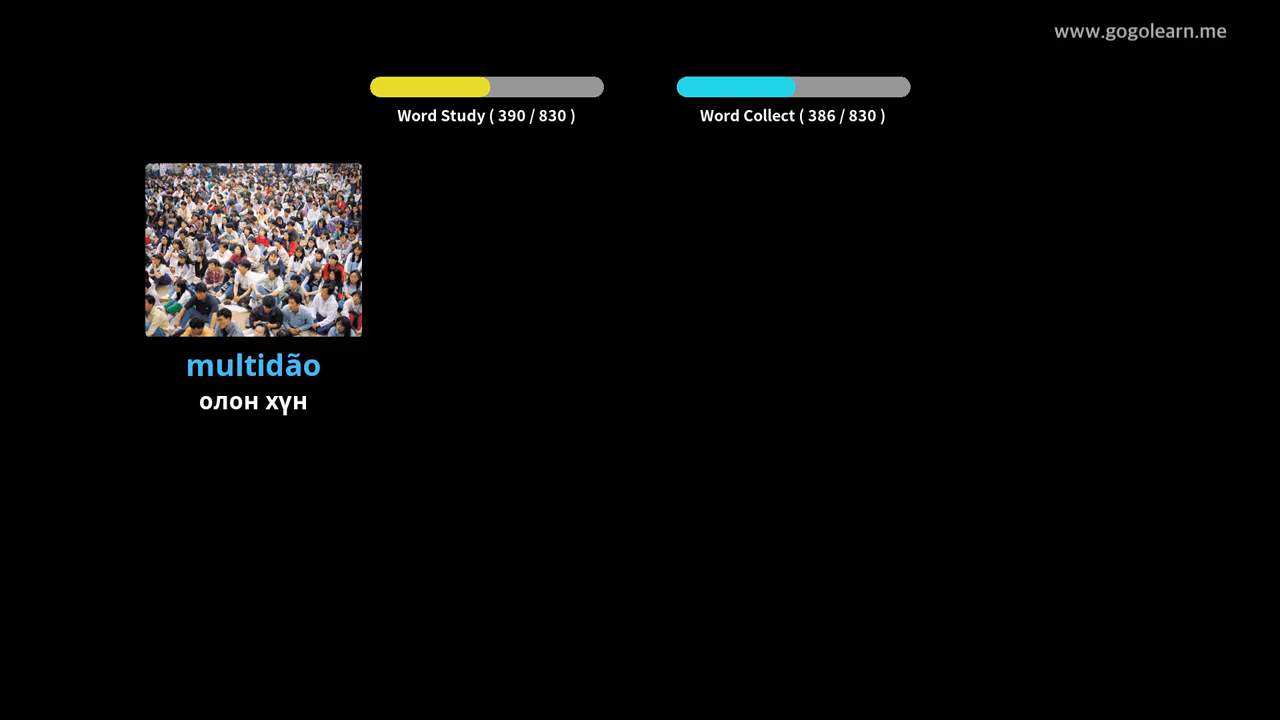 www.gogolearn.me
Word Study ( 390 / 830 )
Word Collect ( 386 / 830 )
multidão
олон хүн